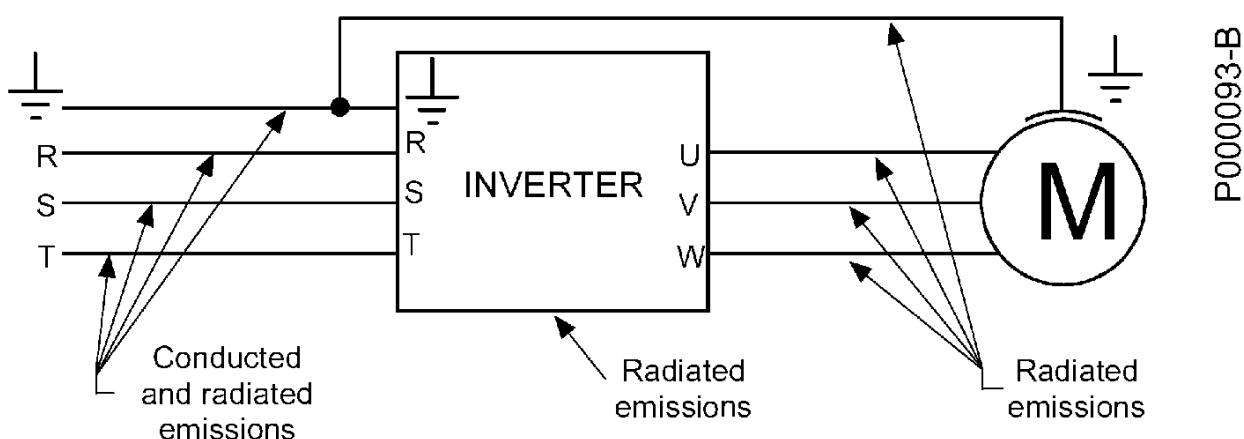 P000093-B
R
S
T
R
S
T
INVERTER
U
V
W
M
Conducted
and radiated
emissions
Radiated
emissions
Radiated
emissions